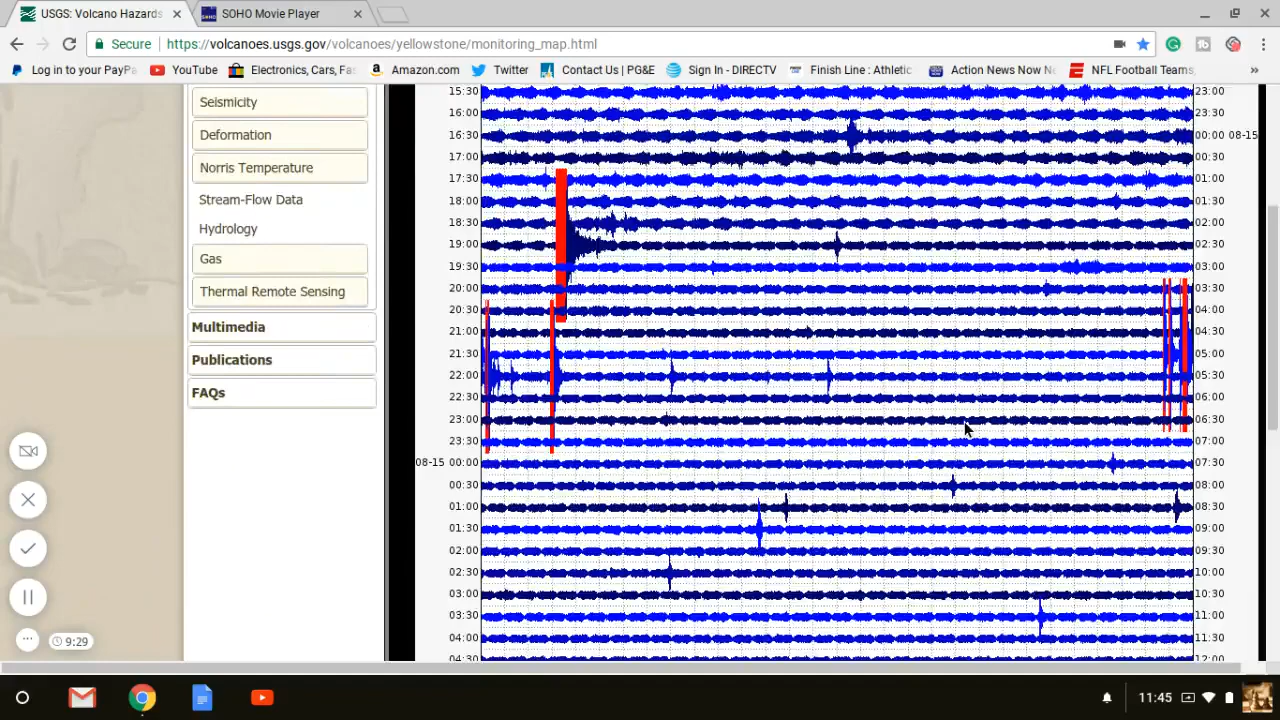 USGS: Volcano Hazards
SOHO Movie Player
Secure
https://volcanoes.usgs.gov/volcanoes/yellowstone/monitoring_map.html
Log in to your PayPa
YouTube
Electronics, Cars, Fas
Amazon.com
Twitter
Contact Us | PG&E
Sign In - DIRECTV
Finish Line : Athletic
Action News Now N
NFL Football Teams
»
Seismicity
Deformation
Norris Temperature
Stream-Flow Data
Hydrology
Gas
Thermal Remote Sensing
Multimedia
Publications
FAQs
15:30 23:00
16:00 23:30
16:30 00:00 08-15
17:00 00:30
17:30 01:00
18:00 01:30
18:30 02:00
19:00 02:30
19:30 03:00
20:00 03:30
20:30 04:00
21:00 04:30
21:30 05:00
22:00 05:30
22:30 06:00
23:00 06:30
23:30 07:00
08-15 00:00 07:30
00:30 08:00
01:00 08:30
01:30 09:00
02:00 09:30
02:30 10:00
03:00 10:30
03:30 11:00
04:00 11:30
04:30 12:00
9:29
11:45